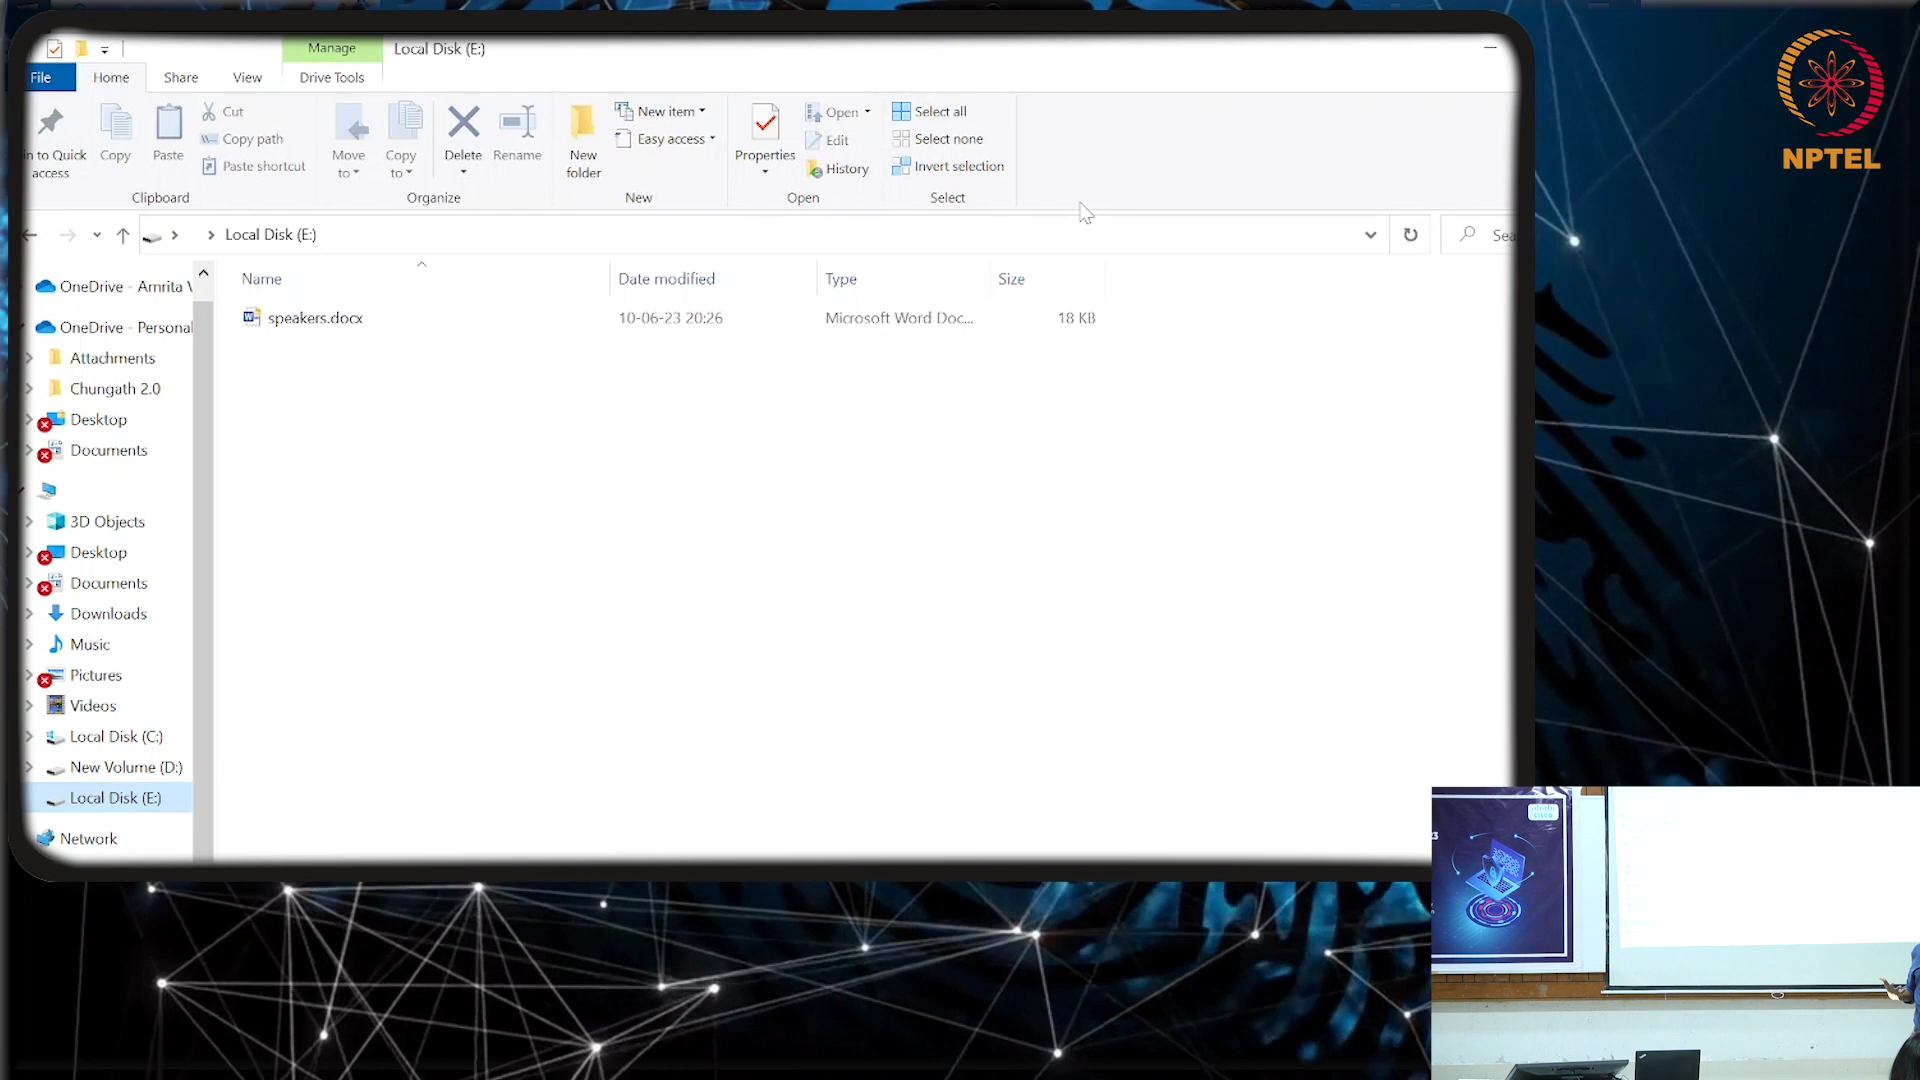 Manage
Local Disk (E:)
File
Home
Share
View
Drive Tools
in to Quick
access
Copy
Paste
Cut
Copy path
Paste shortcut
Clipboard
Move
to
Copy
to
Delete
Rename
Organize
New
folder
New item
Easy access
New
Properties
Open
Edit
History
Open
Select all
Select none
Invert selection
Select
Local Disk (E:)
Sea
Name
Date modified
Type
Size
speakers.docx
10-06-23 20:26
Microsoft Word Doc...
18 KB
OneDrive - Amrita V
OneDrive - Personal
Attachments
Chungath 2.0
Desktop
Documents
3D Objects
Desktop
Documents
Downloads
Music
Pictures
Videos
Local Disk (C:)
New Volume (D:)
Local Disk (E:)
Network
NPTEL
CISCO